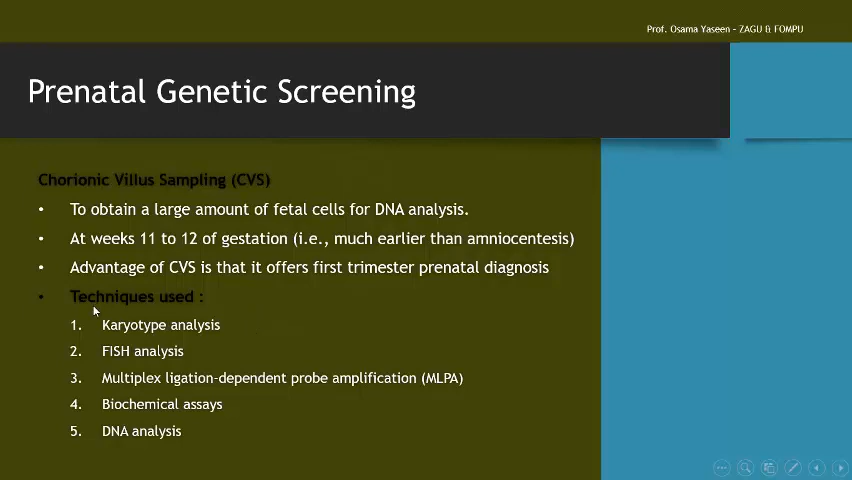 Prof. Osama Yaseen – ZAGU & FOMPU
Prenatal Genetic Screening
Chorionic Villus Sampling (CVS)
• To obtain a large amount of fetal cells for DNA analysis.
• At weeks 11 to 12 of gestation (i.e., much earlier than amniocentesis)
• Advantage of CVS is that it offers first trimester prenatal diagnosis
• Techniques used :
1. Karyotype analysis
2. FISH analysis
3. Multiplex ligation-dependent probe amplification (MLPA)
4. Biochemical assays
5. DNA analysis